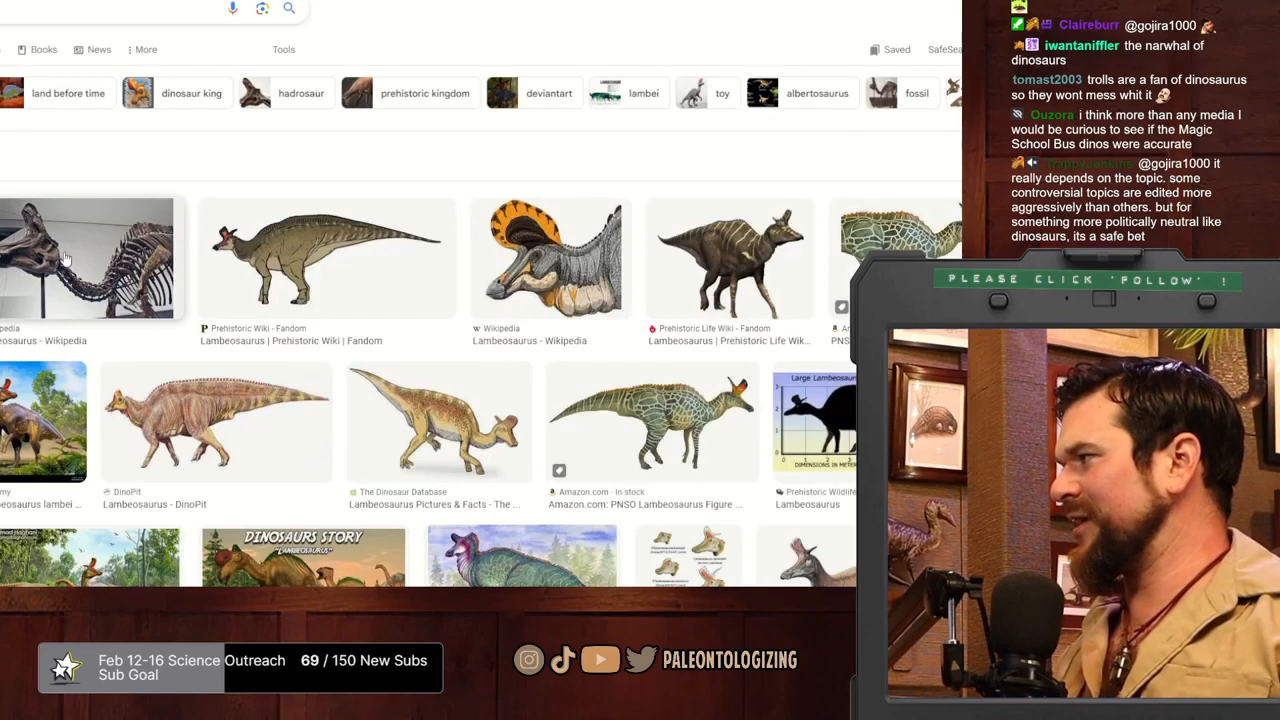 Books
News
More
Tools
Saved
land before time
dinosaur king
hadrosaur
prehistoric kingdom
deviantart
lambei
toy
albertosaurus
fossil
Prehistoric Wiki - Fandom
Lambeosaurus | Prehistoric Wiki | Fandom
Wikipedia
Lambeosaurus - Wikipedia
Prehistoric Life Wiki - Fandom
Lambeosaurus | Prehistoric Life Wik...
DinoPit
Lambeosaurus - DinoPit
The Dinosaur Database
Lambeosaurus Pictures & Facts - The ...
Amazon.com · In stock
Amazon.com: PNSO Lambeosaurus Figure ...
Large Lambeosaur
DIMENSIONS IN METER
Prehistoric Wildlife
Lambeosaurus
DINOSAURS STORY
"LAMBEOSAURUS"
Claireburr @gojira1000
iwantaniffler the narwhal of
dinosaurs
tomast2003 trolls are a fan of dinosaurus
so they wont mess whit it
Ouzora i think more than any media I
would be curious to see if the Magic
School Bus dinos were accurate
@gojira1000 it
really depends on the topic. some
controversial topics are edited more
aggressively than others. but for
something more politically neutral like
dinosaurs, its a safe bet
PLEASE CLICK 'FOLLOW' !
Feb 12-16 Science Outreach 69 / 150 New Subs
Sub Goal
PALEONTOLOGIZING